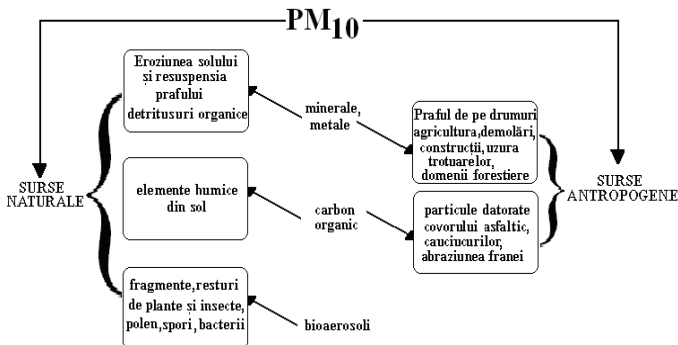 PM10
Eroziunea solului
și resuspensia
prafului
detritusuri organice
minerale,
metale
Praful de pe drumuri
agricultura,demolări,
construcții,uzura
trotuarelor,
domenii forestiere
SURSE
NATURALE
elemente humice
din sol
SURSE
ANTROPOGENE
carbon
organic
particule datorate
covorului asfaltic,
cauciucurilor,
abraziunea franei
fragmente,resturi
de plante și insecte,
polen,spori,bacterii
bioaerosoli